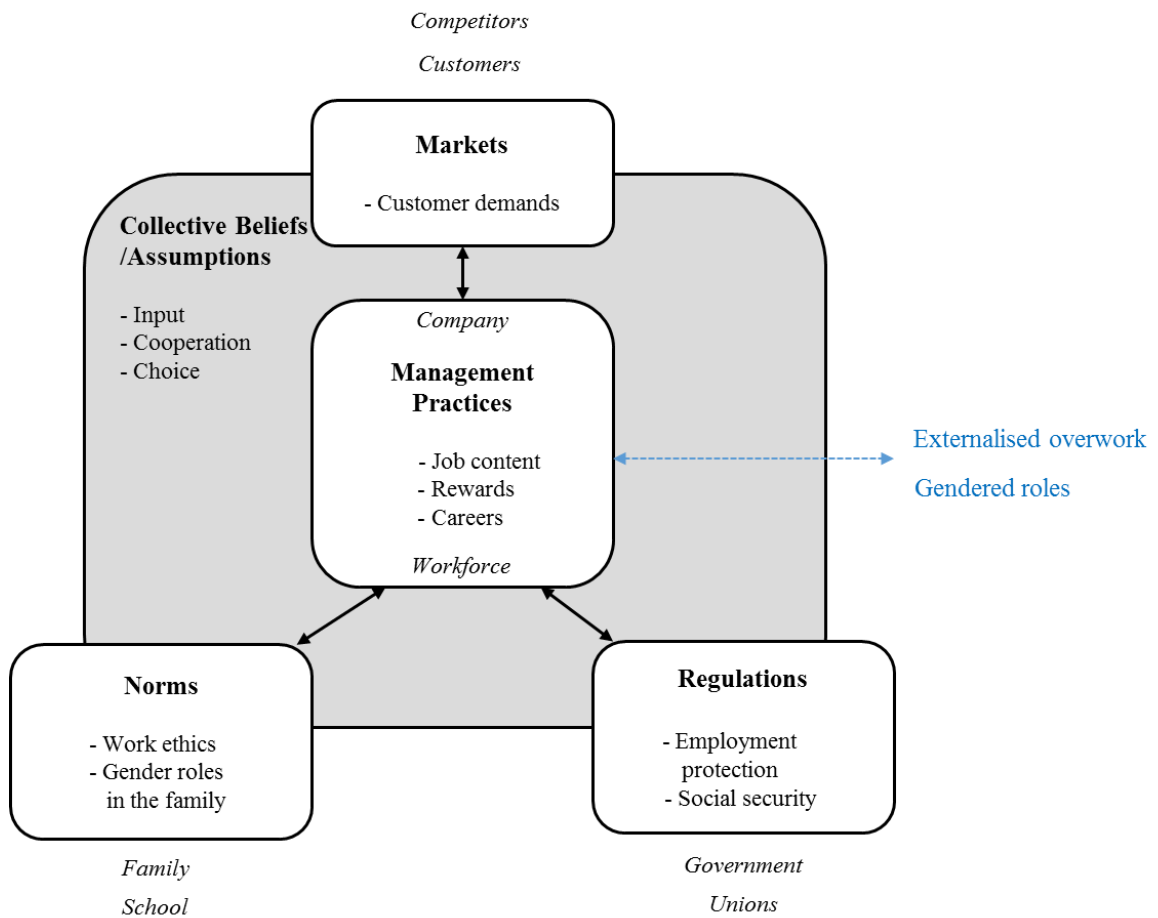 Competitors
Customers
Markets
- Customer demands
Collective Beliefs
/Assumptions
- Input
- Cooperation
- Choice
Company
Management
Practices
- Job content
- Rewards
- Careers
Workforce
Externalised overwork
Gendered roles
Norms
- Work ethics
- Gender roles
in the family
Family
School
Regulations
- Employment
protection
- Social security
Government
Unions